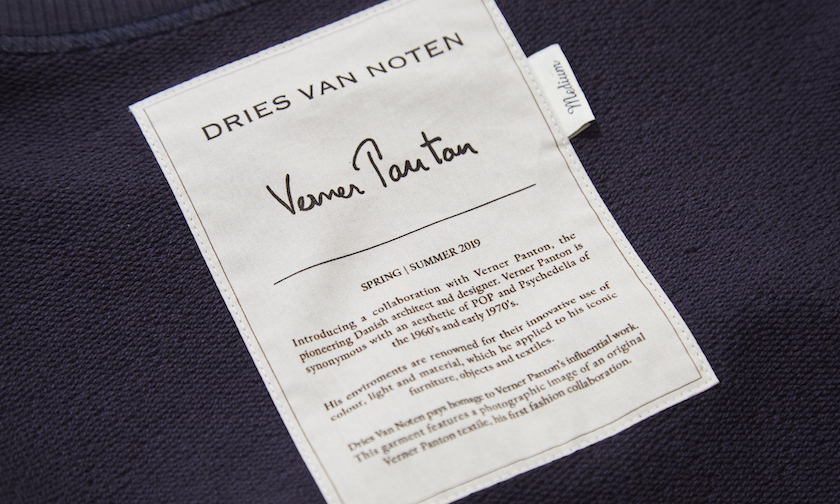 DRIES VAN NOTEN
Verner Panton
SPRING | SUMMER 2019
Introducing a collaboration with Verner Panton, the
pioneering Danish architect and designer. Verner Panton is
synonymous with an aesthetic of POP and Psychedelia of
the 1960's and early 1970's.
His enviroments are renowned for their innovative use of
colour, light and material, which he applied to his iconic
furniture, objects and textiles.
Dries Van Noten pays homage to Verner Panton's influential work.
This garment features a photographic image of an original
Verner Panton textile, his first fashion collaboration.
Medium